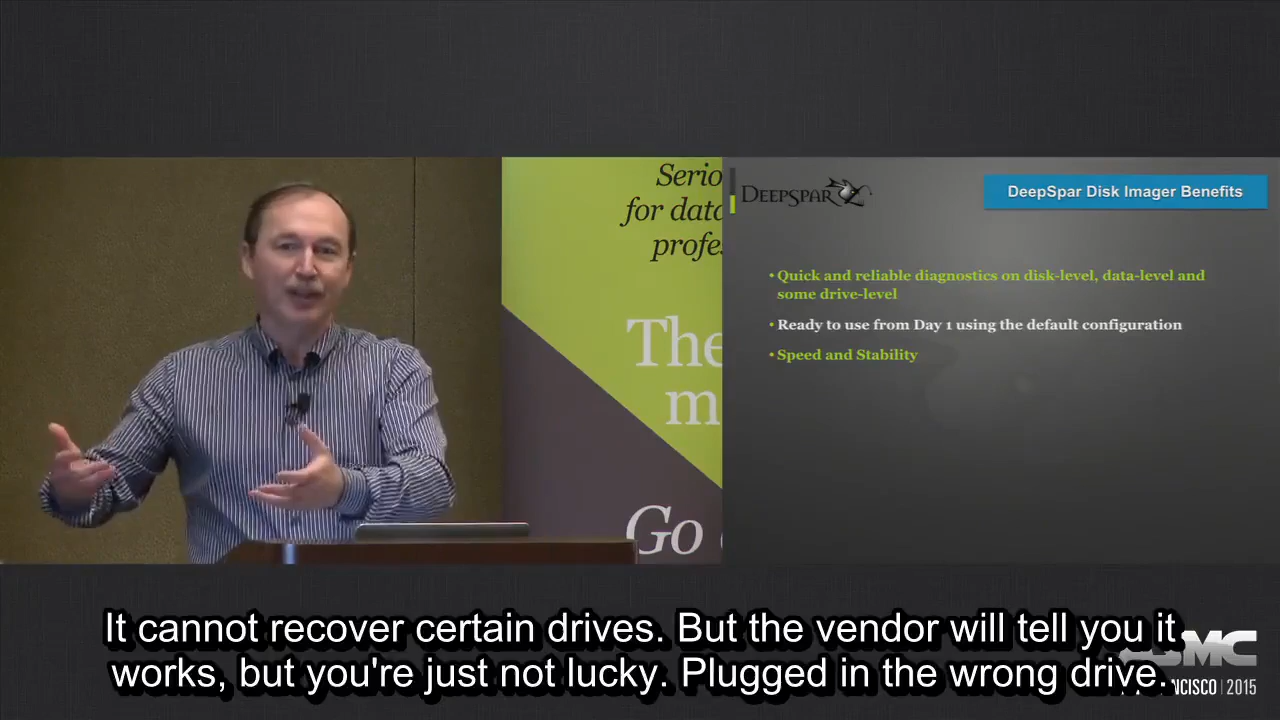 Serio
for data
profes
The
m
Go
DEEPSPAR
DeepSpar Disk Imager Benefits
• Quick and reliable diagnostics on disk-level, data-level and
some drive-level
• Ready to use from Day 1 using the default configuration
• Speed and Stability
It cannot recover certain drives. But the vendor will tell you it
works, but you're just not lucky. Plugged in the wrong drive.
NCISCO | 2015